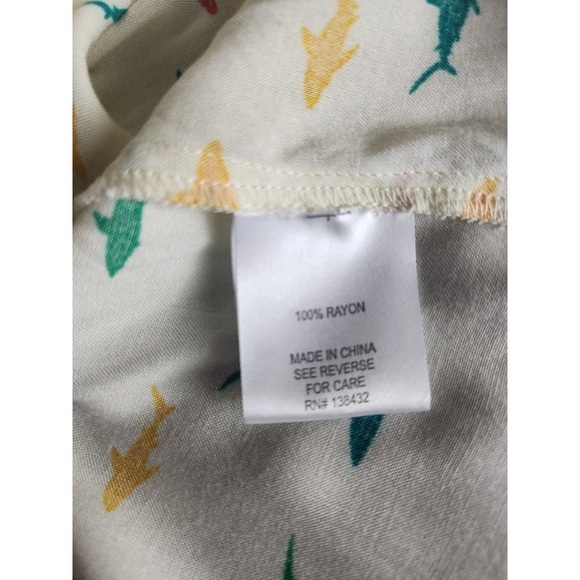 100% RAYON
MADE IN CHINA
SEE REVERSE
FOR CARE
RN# 138432